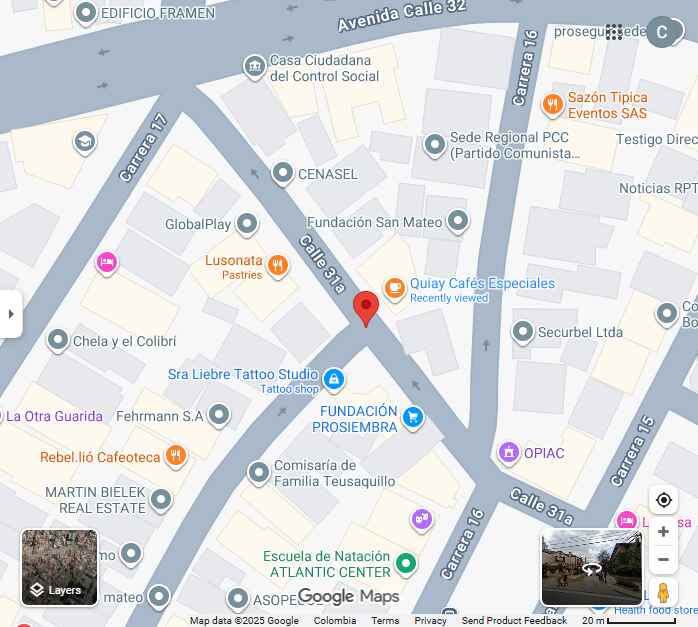 EDIFICIO FRAMEN
Avenida Calle 32
C
Casa Ciudadana
del Control Social
Carrera 16
Sazón Tipica
Eventos SAS
Carrera 17
Sede Regional PCC
(Partido Comunista...
Testigo Direc
CENASEL
Noticias RPT
GlobalPlay
Fundación San Mateo
Lusonata
Pastries
Calle 31a
Quiay Cafés Especiales
Recently viewed
Chela y el Colibrí
Securbel Ltda
Sra Liebre Tattoo Studio
Tattoo shop
La Otra Guarida
Fehrmann S.A
FUNDACIÓN
PROSIEMBRA
Rebel.lió Cafeoteca
OPIAC
Carrera 15
Comisaría de
Familia Teusaquillo
MARTIN BIELEK
REAL ESTATE
Calle 31a
Carrera 16
Escuela de Natación
ATLANTIC CENTER
Layers
mateo
Google Maps
Health food store
Map data ©2025 Google Colombia Terms Privacy Send Product Feedback 20 m